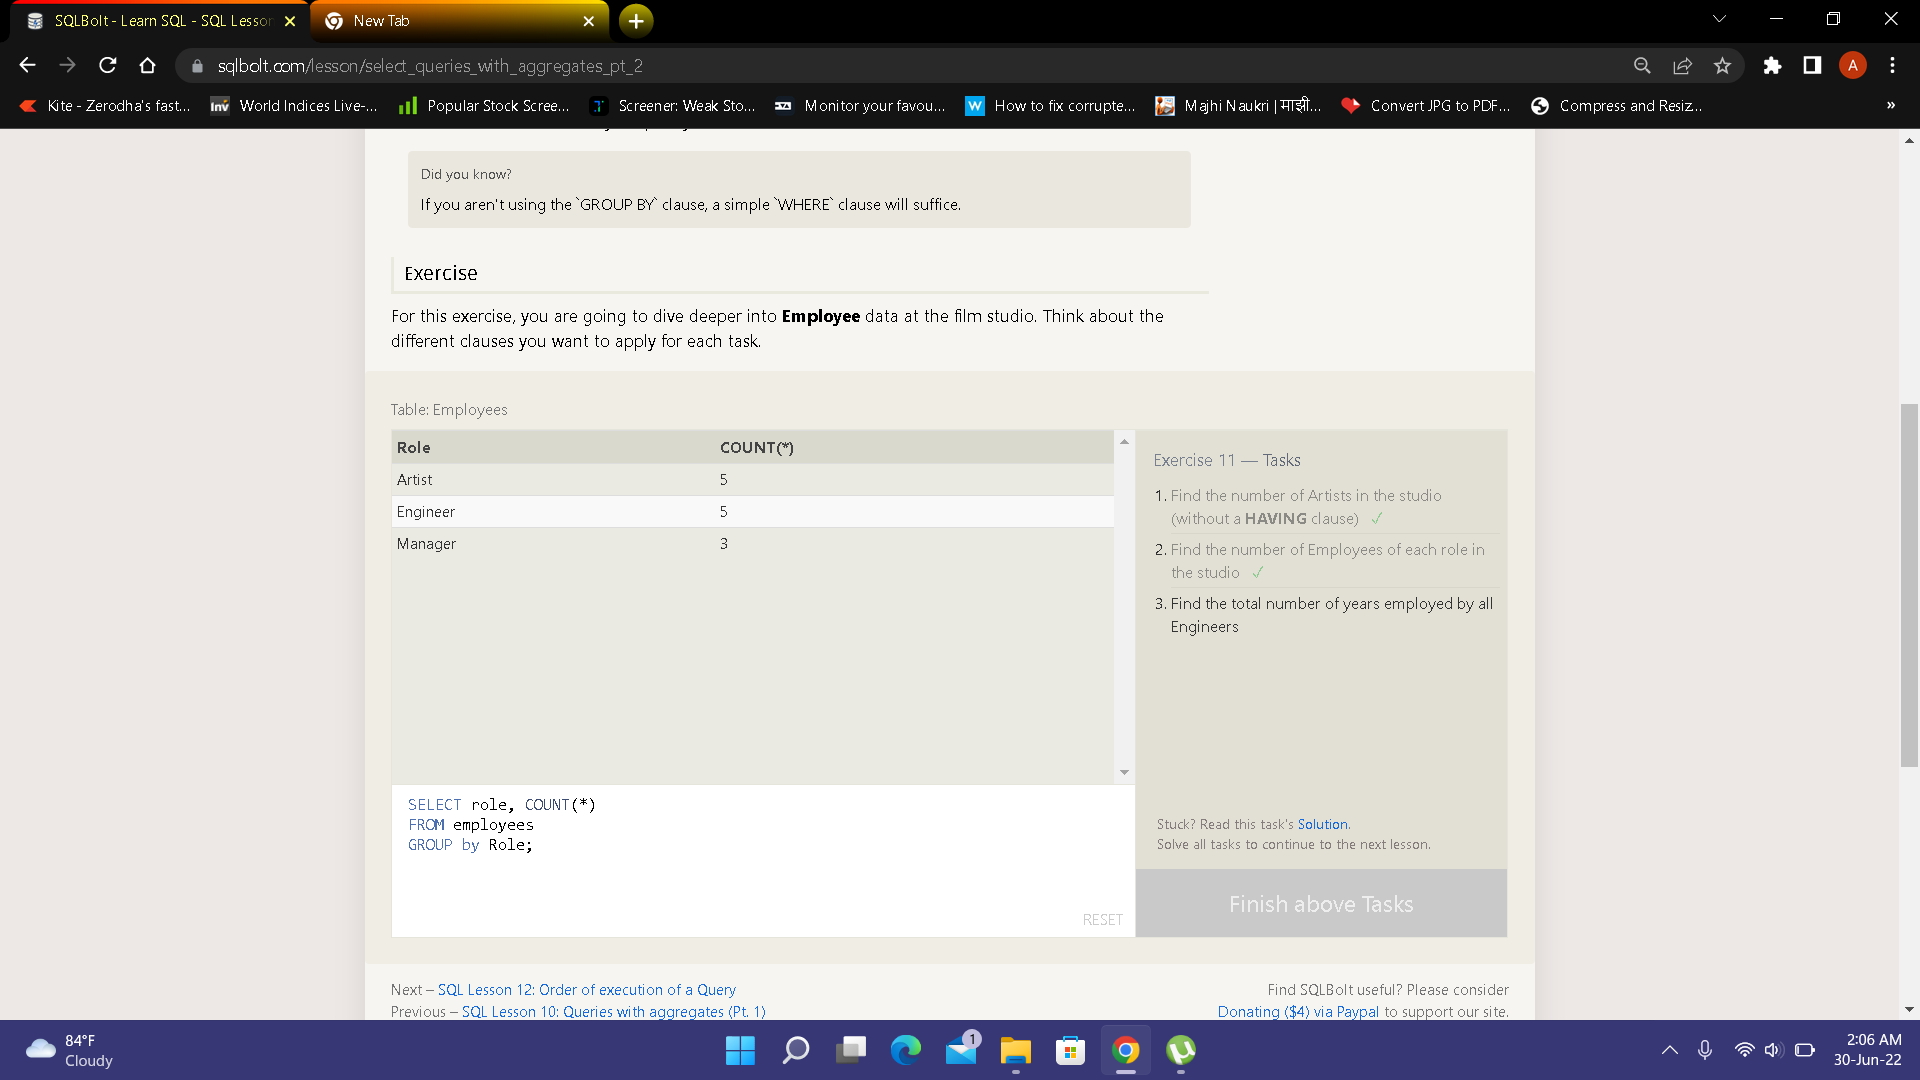 SQLBolt - Learn SQL - SQL Lesson
New Tab
sqlbolt.com/lesson/select_queries_with_aggregates_pt_2
A
Kite - Zerodha's fast...
World Indices Live-...
Popular Stock Scree...
Screener: Weak Sto...
Monitor your favou...
How to fix corrupte...
Majhi Naukri | माझी...
Convert JPG to PDF...
Compress and Resiz...
»
Did you know?
If you aren't using the `GROUP BY` clause, a simple `WHERE` clause will suffice.
Exercise
For this exercise, you are going to dive deeper into Employee data at the film studio. Think about the
different clauses you want to apply for each task.
Table: Employees
Role COUNT(*)
Artist 5
Engineer 5
Manager 3
SELECT role, COUNT(*)
FROM employees
GROUP by Role;
RESET
Exercise 11 — Tasks
1. Find the number of Artists in the studio
(without a HAVING clause) ✓
2. Find the number of Employees of each role in
the studio ✓
3. Find the total number of years employed by all
Engineers
Stuck? Read this task's Solution.
Solve all tasks to continue to the next lesson.
Finish above Tasks
Next – SQL Lesson 12: Order of execution of a Query
Previous – SQL Lesson 10: Queries with aggregates (Pt. 1)
Find SQLBolt useful? Please consider
Donating ($4) via Paypal to support our site.
84°F
Cloudy
1
2:06 AM
30-Jun-22